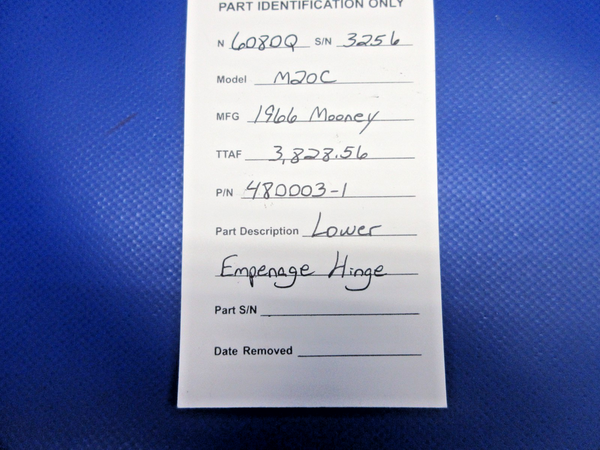 PART IDENTIFICATION ONLY
N 6080Q S/N 3256
Model M20C
MFG 1966 Mooney
TTAF 3,828.56
P/N 480003-1
Part Description Lower
Empenage Hinge
Part S/N
Date Removed